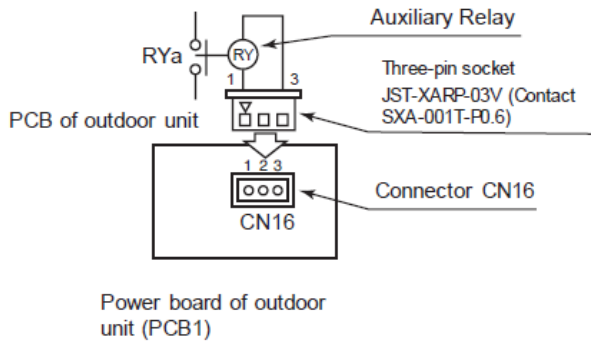 Auxiliary Relay
RYa
RY
1 3
Three-pin socket
JST-XARP-03V (Contact
SXA-001T-P0.6)
PCB of outdoor unit
1 2 3
Connector CN16
CN16
Power board of outdoor
unit (PCB1)